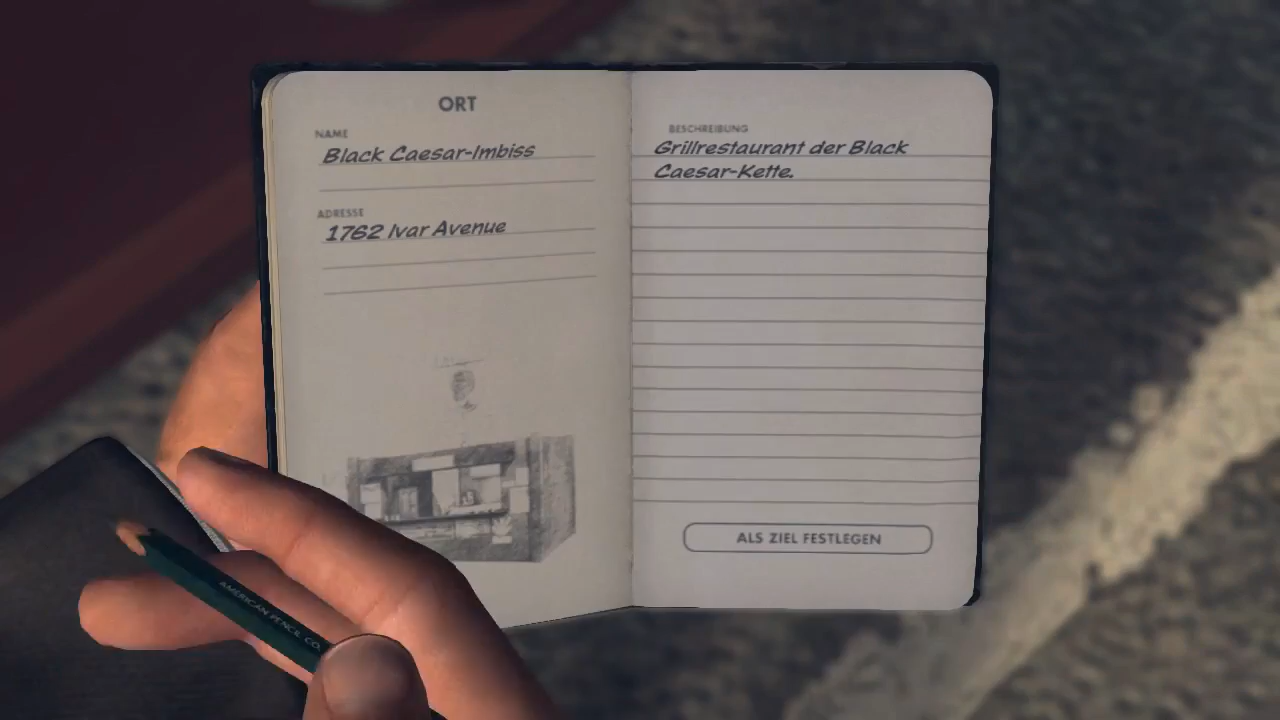 ORT
NAME
Black Caesar-Imbiss
ADRESSE
1762 Ivar Avenue
BESCHREIBUNG
Grillrestaurant der Black
Caesar-Kette.
ALS ZIEL FESTLEGEN
AMERICAN PENCIL CO.